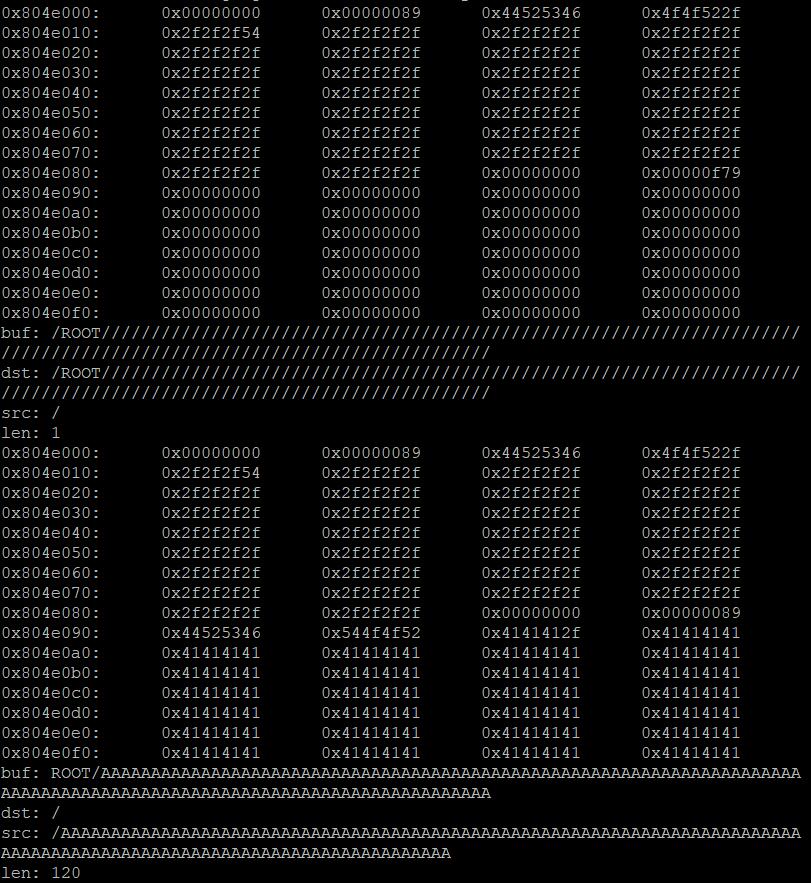 0x804e000: 0x00000000 0x00000089 0x44525346 0x4f4f522f
0x804e010: 0x2f2f2f54 0x2f2f2f2f 0x2f2f2f2f 0x2f2f2f2f
0x804e020: 0x2f2f2f2f 0x2f2f2f2f 0x2f2f2f2f 0x2f2f2f2f
0x804e030: 0x2f2f2f2f 0x2f2f2f2f 0x2f2f2f2f 0x2f2f2f2f
0x804e040: 0x2f2f2f2f 0x2f2f2f2f 0x2f2f2f2f 0x2f2f2f2f
0x804e050: 0x2f2f2f2f 0x2f2f2f2f 0x2f2f2f2f 0x2f2f2f2f
0x804e060: 0x2f2f2f2f 0x2f2f2f2f 0x2f2f2f2f 0x2f2f2f2f
0x804e070: 0x2f2f2f2f 0x2f2f2f2f 0x2f2f2f2f 0x2f2f2f2f
0x804e080: 0x2f2f2f2f 0x2f2f2f2f 0x00000000 0x00000f79
0x804e090: 0x00000000 0x00000000 0x00000000 0x00000000
0x804e0a0: 0x00000000 0x00000000 0x00000000 0x00000000
0x804e0b0: 0x00000000 0x00000000 0x00000000 0x00000000
0x804e0c0: 0x00000000 0x00000000 0x00000000 0x00000000
0x804e0d0: 0x00000000 0x00000000 0x00000000 0x00000000
0x804e0e0: 0x00000000 0x00000000 0x00000000 0x00000000
0x804e0f0: 0x00000000 0x00000000 0x00000000 0x00000000
buf: /ROOT//////////////////////////////////////////////////////////////////////
/////////////////////////////////////////////////
dst: /ROOT//////////////////////////////////////////////////////////////////////
/////////////////////////////////////////////////
src: /
len: 1
0x804e000: 0x00000000 0x00000089 0x44525346 0x4f4f522f
0x804e010: 0x2f2f2f54 0x2f2f2f2f 0x2f2f2f2f 0x2f2f2f2f
0x804e020: 0x2f2f2f2f 0x2f2f2f2f 0x2f2f2f2f 0x2f2f2f2f
0x804e030: 0x2f2f2f2f 0x2f2f2f2f 0x2f2f2f2f 0x2f2f2f2f
0x804e040: 0x2f2f2f2f 0x2f2f2f2f 0x2f2f2f2f 0x2f2f2f2f
0x804e050: 0x2f2f2f2f 0x2f2f2f2f 0x2f2f2f2f 0x2f2f2f2f
0x804e060: 0x2f2f2f2f 0x2f2f2f2f 0x2f2f2f2f 0x2f2f2f2f
0x804e070: 0x2f2f2f2f 0x2f2f2f2f 0x2f2f2f2f 0x2f2f2f2f
0x804e080: 0x2f2f2f2f 0x2f2f2f2f 0x00000000 0x00000089
0x804e090: 0x44525346 0x544f4f52 0x4141412f 0x41414141
0x804e0a0: 0x41414141 0x41414141 0x41414141 0x41414141
0x804e0b0: 0x41414141 0x41414141 0x41414141 0x41414141
0x804e0c0: 0x41414141 0x41414141 0x41414141 0x41414141
0x804e0d0: 0x41414141 0x41414141 0x41414141 0x41414141
0x804e0e0: 0x41414141 0x41414141 0x41414141 0x41414141
0x804e0f0: 0x41414141 0x41414141 0x41414141 0x41414141
buf: ROOT/AAAAAAAAAAAAAAAAAAAAAAAAAAAAAAAAAAAAAAAAAAAAAAAAAAAAAAAAAAAAAAAAAAAAAA
AAAAAAAAAAAAAAAAAAAAAAAAAAAAAAAAAAAAAAAAAAAAAAAAA
dst: /
src: /AAAAAAAAAAAAAAAAAAAAAAAAAAAAAAAAAAAAAAAAAAAAAAAAAAAAAAAAAAAAAAAAAAAAAAAAAA
AAAAAAAAAAAAAAAAAAAAAAAAAAAAAAAAAAAAAAAAAAAAA
len: 120